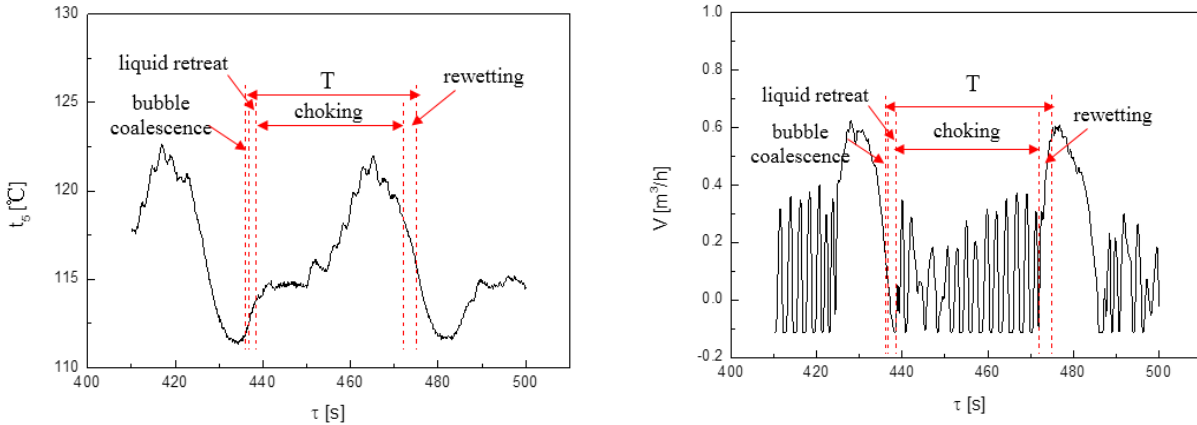 130
125
120
115
110
t5 [℃]
400
420
440
460
480
500
τ [s]
liquid retreat
T
rewetting
bubble
coalescence
choking
1.0
0.8
0.6
0.4
0.2
0.0
-0.2
V [m³/h]
400
420
440
460
480
500
τ [s]
T
liquid retreat
rewetting
bubble
coalescence
choking